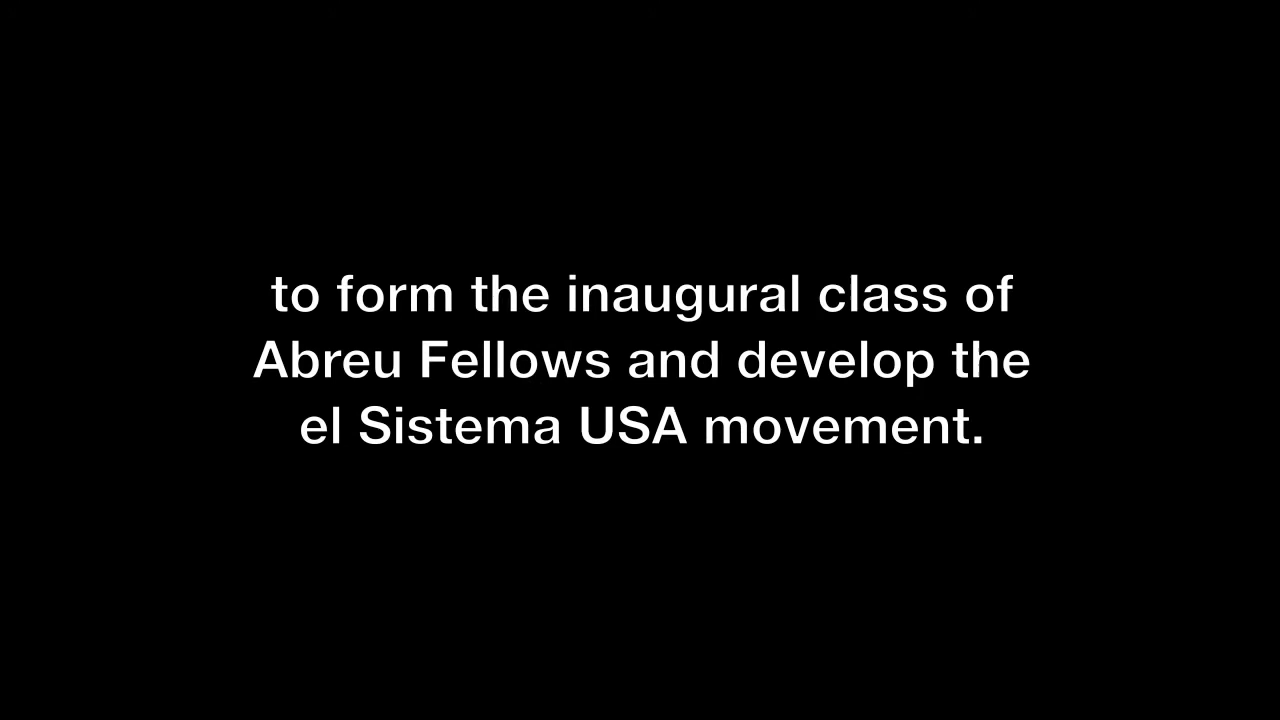 to form the inaugural class of
Abreu Fellows and develop the
el Sistema USA movement.